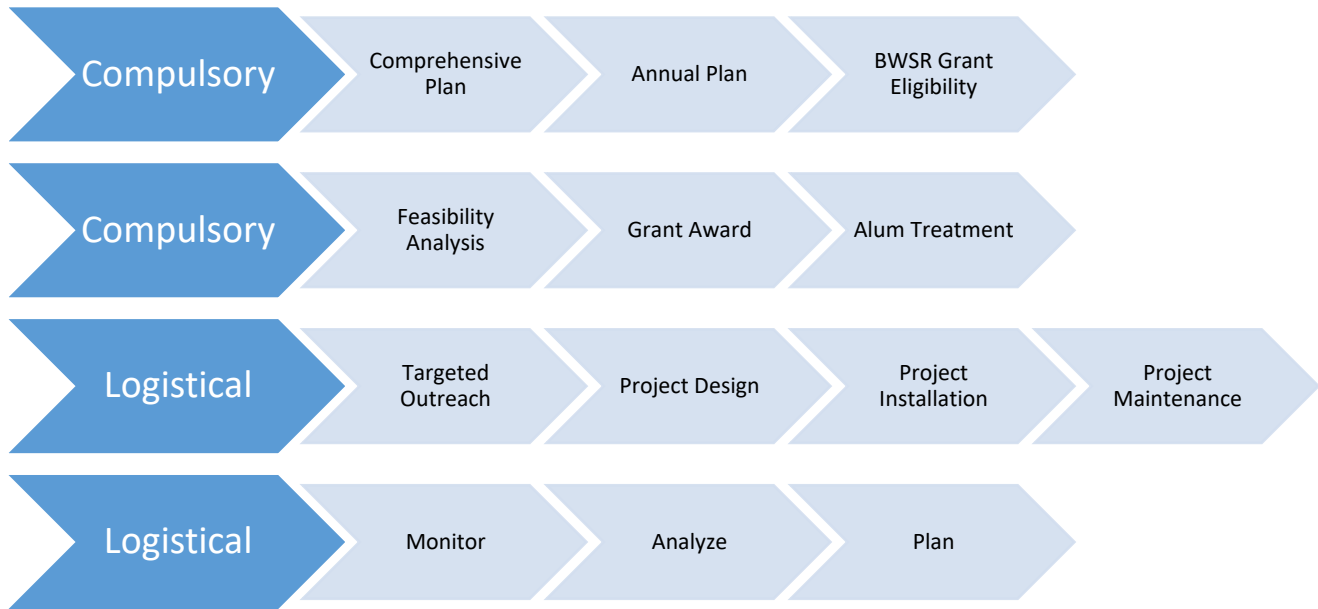 Compulsory
Comprehensive
Plan
Annual Plan
BWSR Grant
Eligibility
Compulsory
Feasibility
Analysis
Grant Award
Alum Treatment
Logistical
Targeted
Outreach
Project Design
Project
Installation
Project
Maintenance
Logistical
Monitor
Analyze
Plan